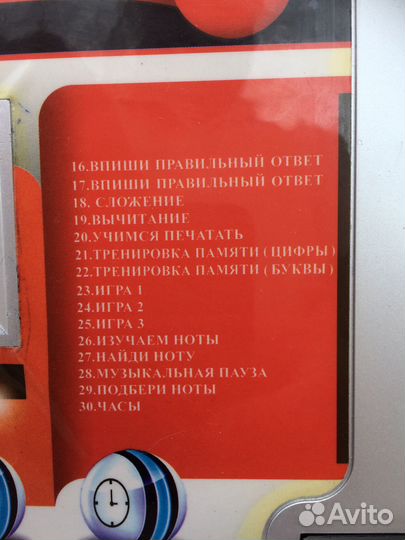 16.ВПИШИ ПРАВИЛЬНЫЙ ОТВЕТ
17.ВПИШИ ПРАВИЛЬНЫЙ ОТВЕТ
18. СЛОЖЕНИЕ
19.ВЫЧИТАНИЕ
20.УЧИМСЯ ПЕЧАТАТЬ
21.ТРЕНИРОВКА ПАМЯТИ (ЦИФРЫ)
22.ТРЕНИРОВКА ПАМЯТИ (БУКВЫ)
23.ИГРА 1
24.ИГРА 2
25.ИГРА 3
26.ИЗУЧАЕМ НОТЫ
27.НАЙДИ НОТУ
28.МУЗЫКАЛЬНАЯ ПАУЗА
29.ПОДБЕРИ НОТЫ
30.ЧАСЫ
Avito